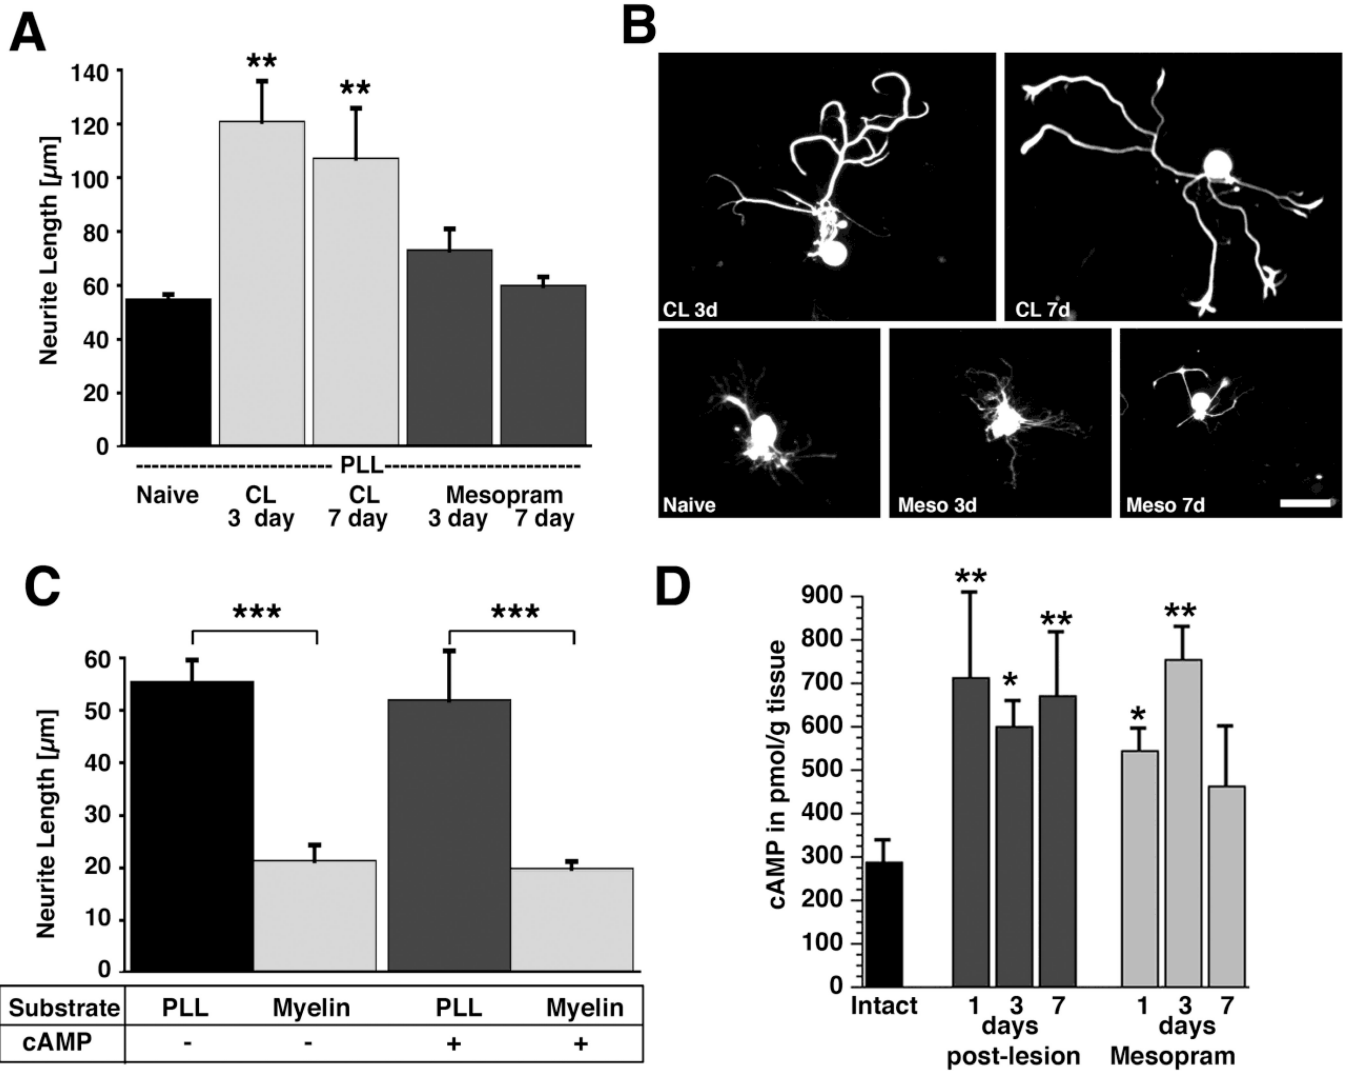 A
**
**
140
120
100
80
60
40
20
0
Neurite Length [µm]
PLL
Naive CL CL Mesopram
3 day 7 day 3 day 7 day
B
CL 3d
CL 7d
Naive
Meso 3d
Meso 7d
C
***
***
60
50
40
30
20
10
0
Neurite Length [µm]
Substrate PLL Myelin PLL Myelin
cAMP - - + +
D
**
*
**
*
**
900
800
700
600
500
400
300
200
100
0
cAMP in pmol/g tissue
Intact 1 3 7 1 3 7
days days
post-lesion Mesopram